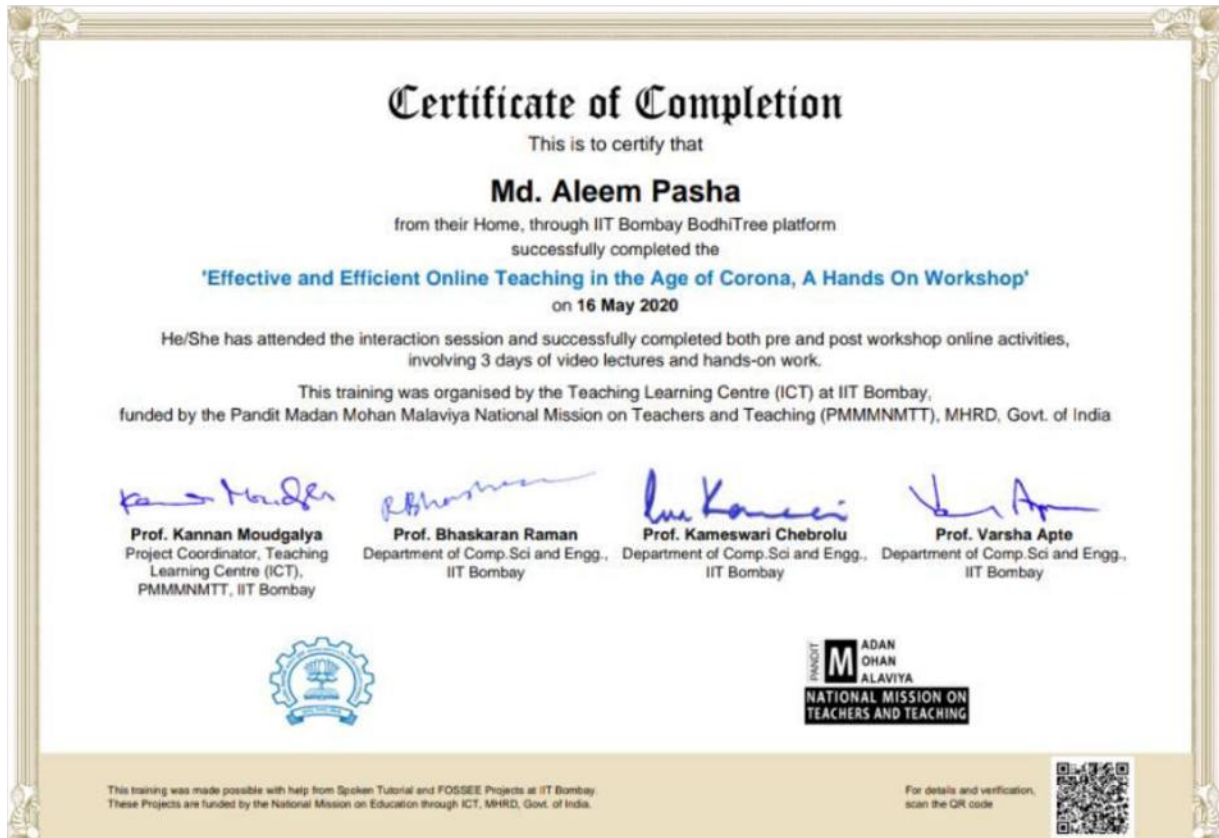 Certificate of Completion
This is to certify that
Md. Aleem Pasha
from their Home, through IIT Bombay BodhiTree platform
successfully completed the
'Effective and Efficient Online Teaching in the Age of Corona, A Hands On Workshop'
on 16 May 2020
He/She has attended the interaction session and successfully completed both pre and post workshop online activities,
involving 3 days of video lectures and hands-on work.
This training was organised by the Teaching Learning Centre (ICT) at IIT Bombay,
funded by the Pandit Madan Mohan Malaviya National Mission on Teachers and Teaching (PMMMNMTT), MHRD, Govt. of India
Prof. Kannan Moudgalya
Project Coordinator, Teaching
Learning Centre (ICT),
PMMMNMTT, IIT Bombay
Prof. Bhaskaran Raman
Department of Comp.Sci and Engg.,
IIT Bombay
Prof. Kameswari Chebrolu
Department of Comp.Sci and Engg.,
IIT Bombay
Prof. Varsha Apte
Department of Comp.Sci and Engg.,
IIT Bombay
PANDIT
MADAN
MOHAN
MALAVIYA
NATIONAL MISSION ON
TEACHERS AND TEACHING
This training was made possible with help from Spoken Tutorial and FOSSEE Projects at IIT Bombay.
These Projects are funded by the National Mission on Education through ICT, MHRD, Govt. of India.
For details and verification,
scan the QR code